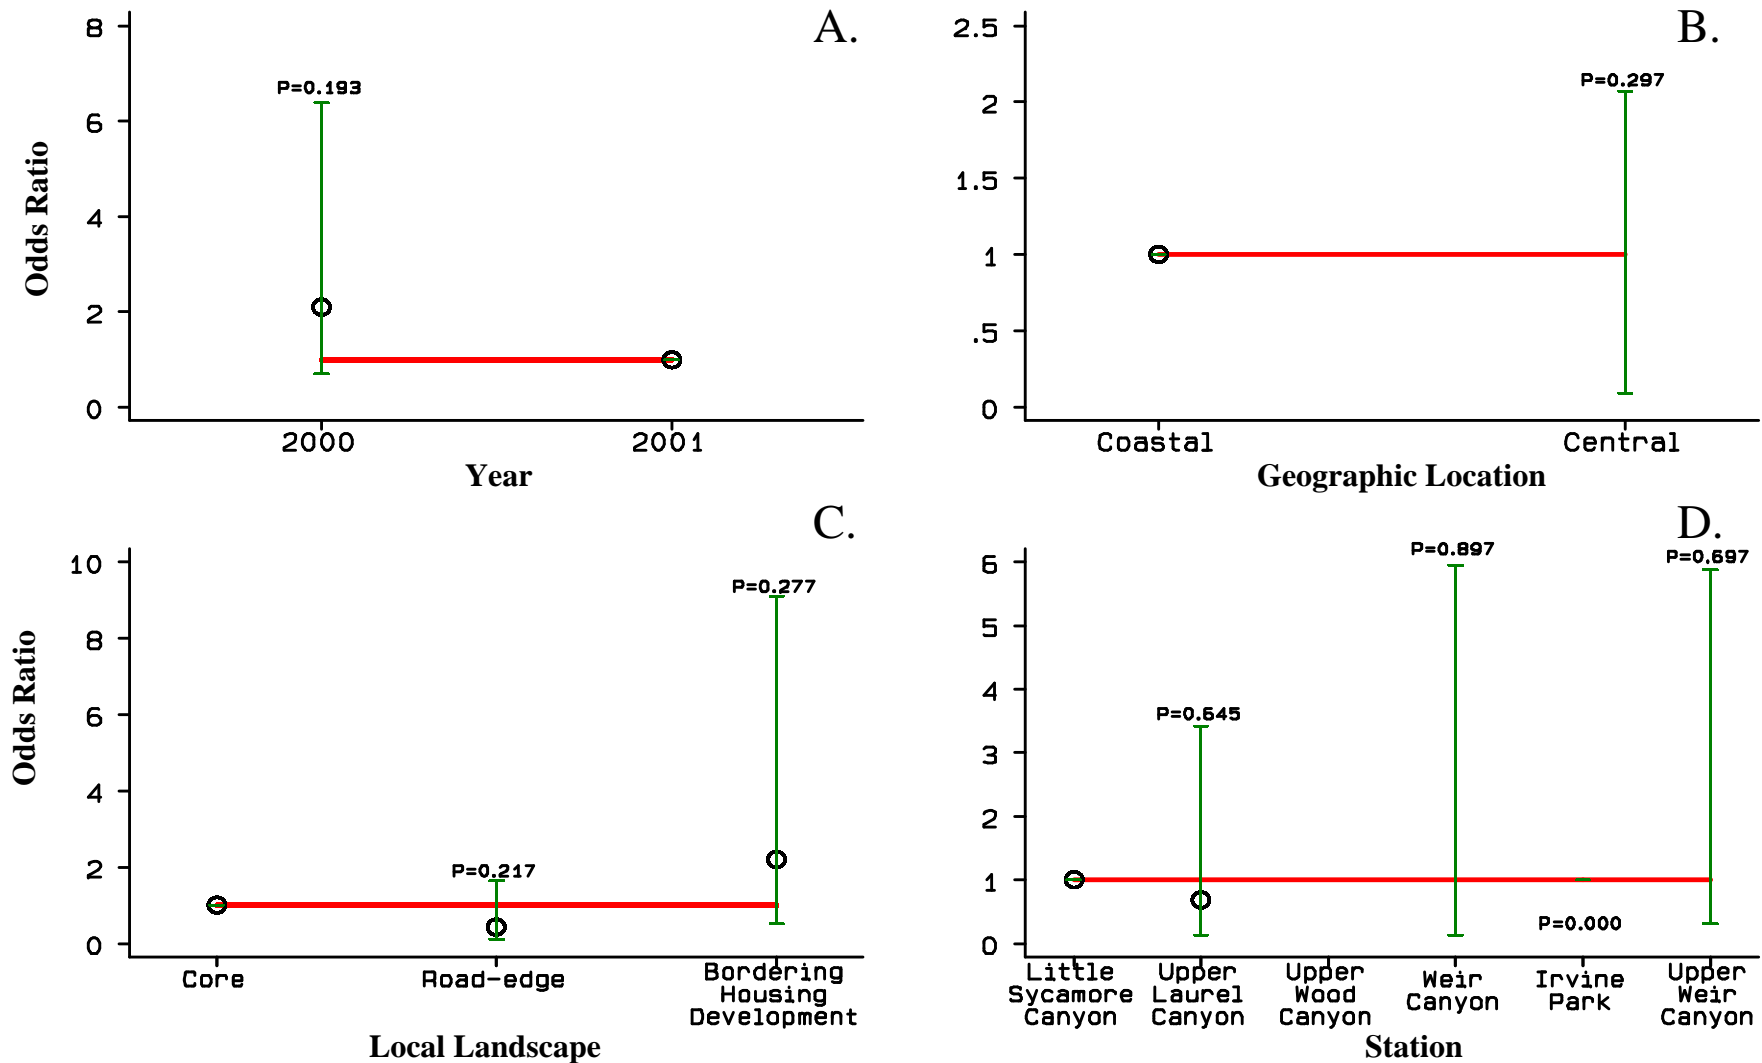 A.
8
6
4
2
0
Odds Ratio
P=0.193
2000
2001
Year
B.
2.5
2
1.5
1
.5
0
P=0.297
Coastal
Central
Geographic Location
C.
10
8
6
4
2
0
Odds Ratio
P=0.217
P=0.277
Core
Road-edge
Bordering
Housing
Development
Local Landscape
D.
6
5
4
3
2
1
0
P=0.645
P=0.897
P=0.000
P=0.697
Little
Sycamore
Canyon
Upper
Laurel
Canyon
Upper
Wood
Canyon
Weir
Canyon
Irvine
Park
Upper
Weir
Canyon
Station